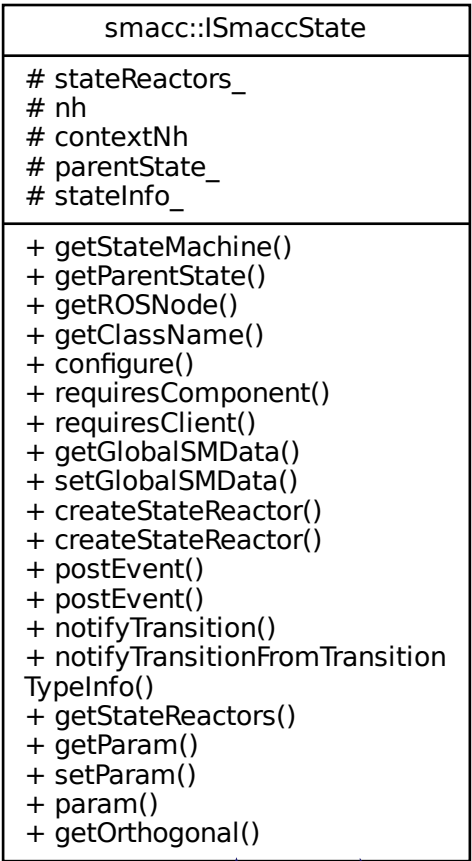 smacc::ISmaccState
# stateReactors_
# nh
# contextNh
# parentState_
# stateInfo_
+ getStateMachine()
+ getParentState()
+ getROSNode()
+ getClassName()
+ configure()
+ requiresComponent()
+ requiresClient()
+ getGlobalSMData()
+ setGlobalSMData()
+ createStateReactor()
+ createStateReactor()
+ postEvent()
+ postEvent()
+ notifyTransition()
+ notifyTransitionFromTransition
TypeInfo()
+ getStateReactors()
+ getParam()
+ setParam()
+ param()
+ getOrthogonal()